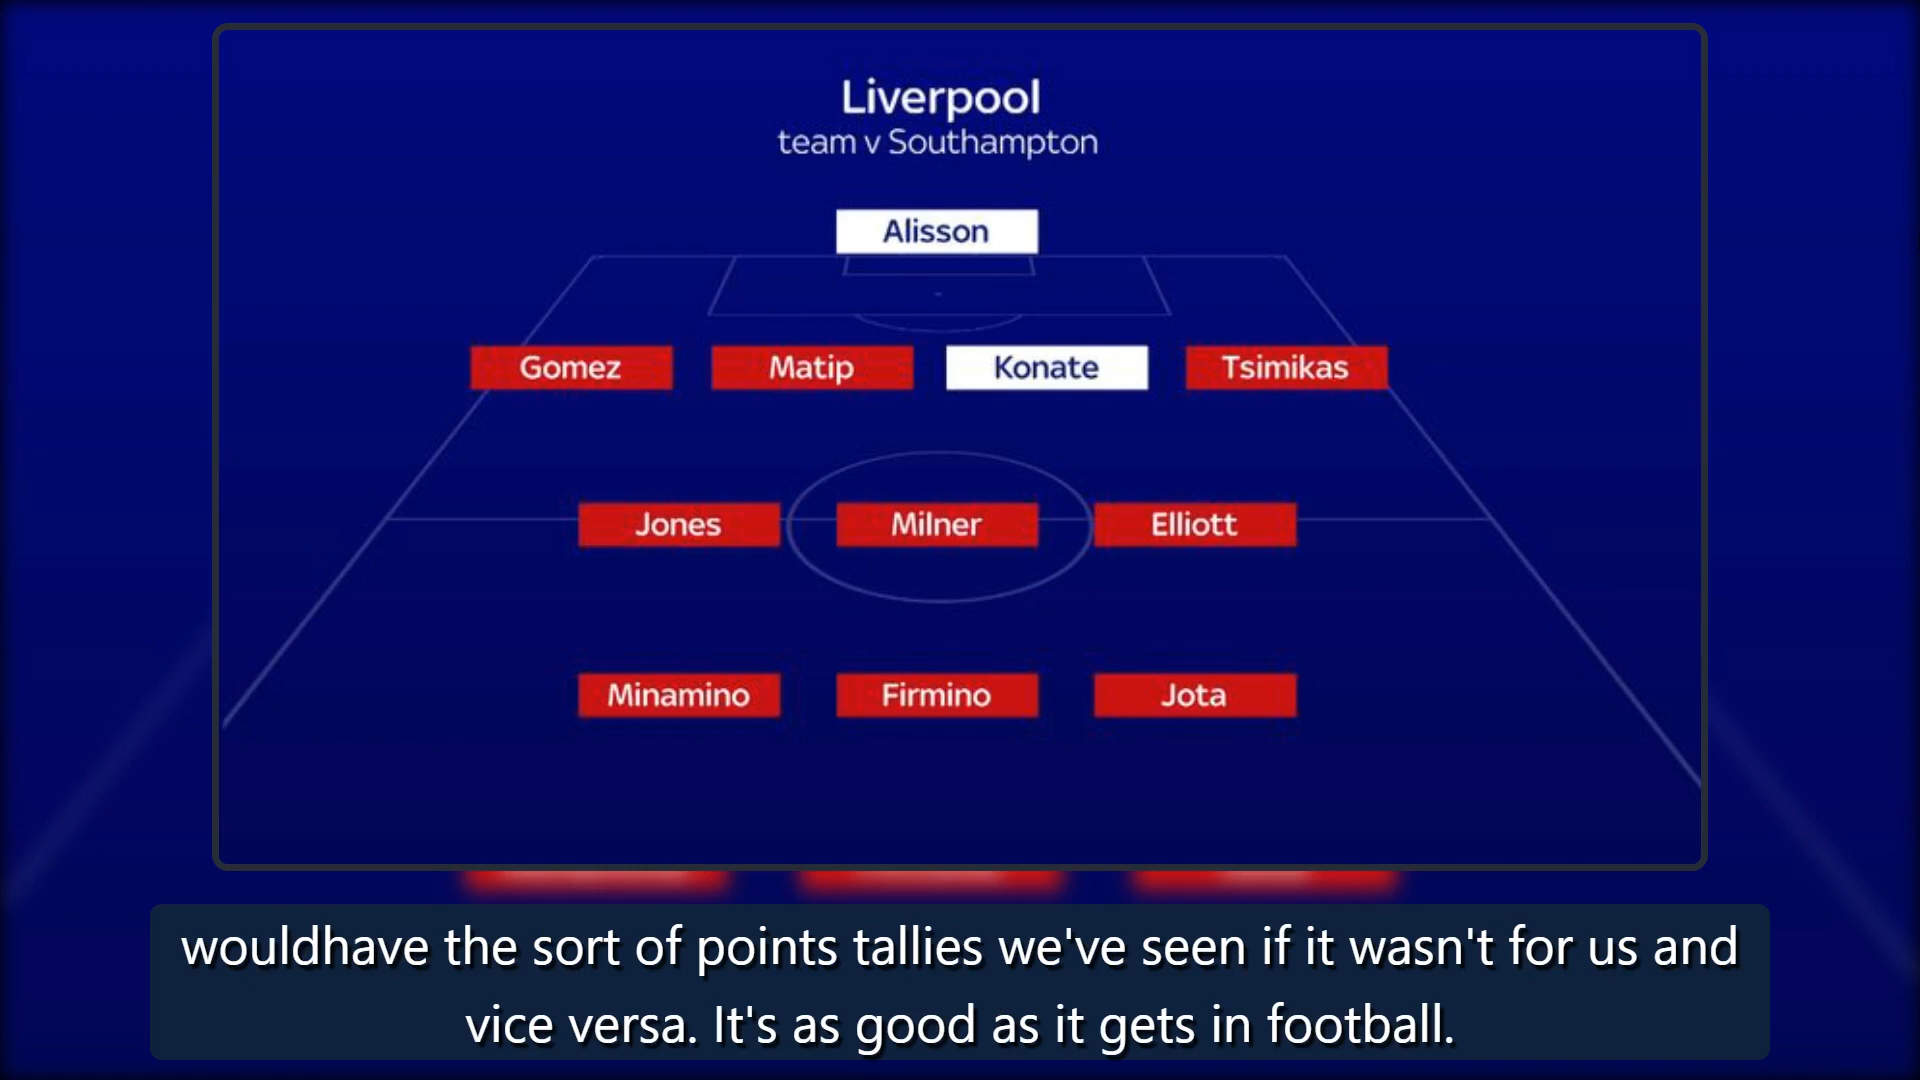 Liverpool
team v Southampton
Alisson
Gomez Matip Konate Tsimikas
Jones Milner Elliott
Minamino Firmino Jota
wouldhave the sort of points tallies we've seen if it wasn't for us and
vice versa. It's as good as it gets in football.